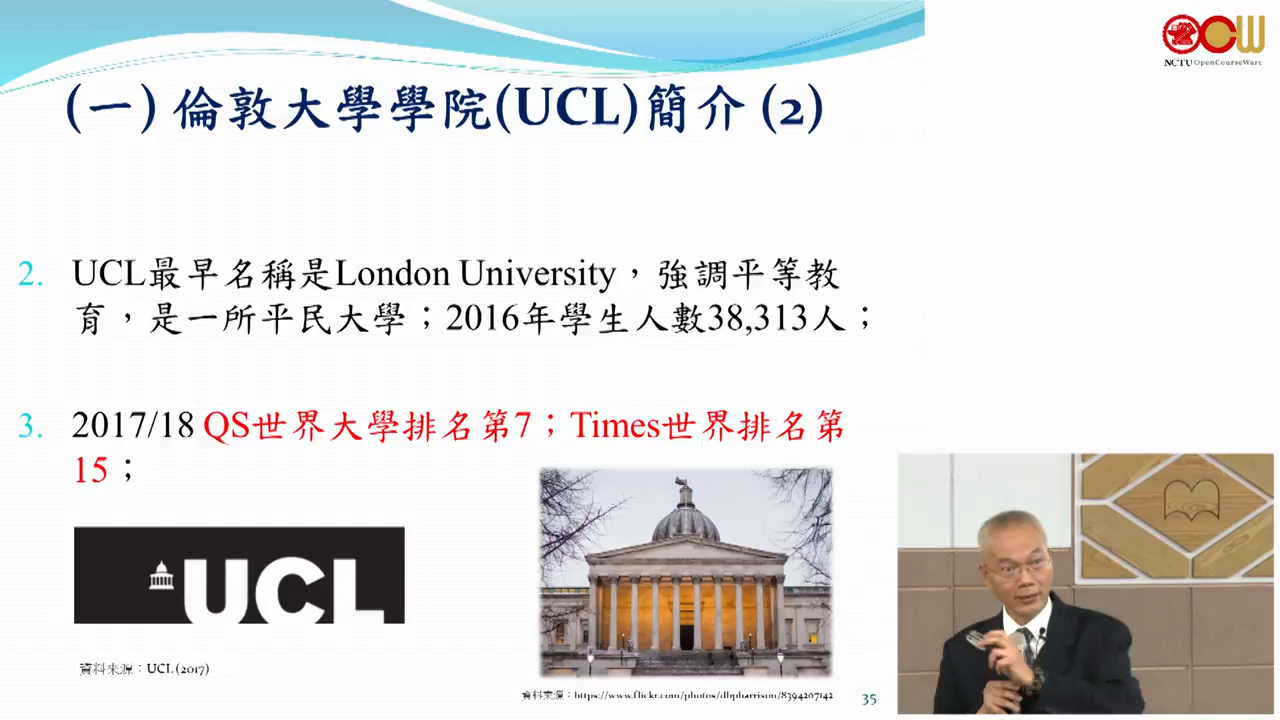 OCW
NCTU OpenCourseWare
(一) 倫敦大學學院(UCL)簡介 (2)
2. UCL最早名稱是London University，強調平等教
育，是一所平民大學；2016年學生人數38,313人；
3. 2017/18 QS世界大學排名第7；Times世界排名第
15；
UCL
資料來源：UCL (2017)
資料來源：https://www.flickr.com/photos/dbpharrison/8394207142
35